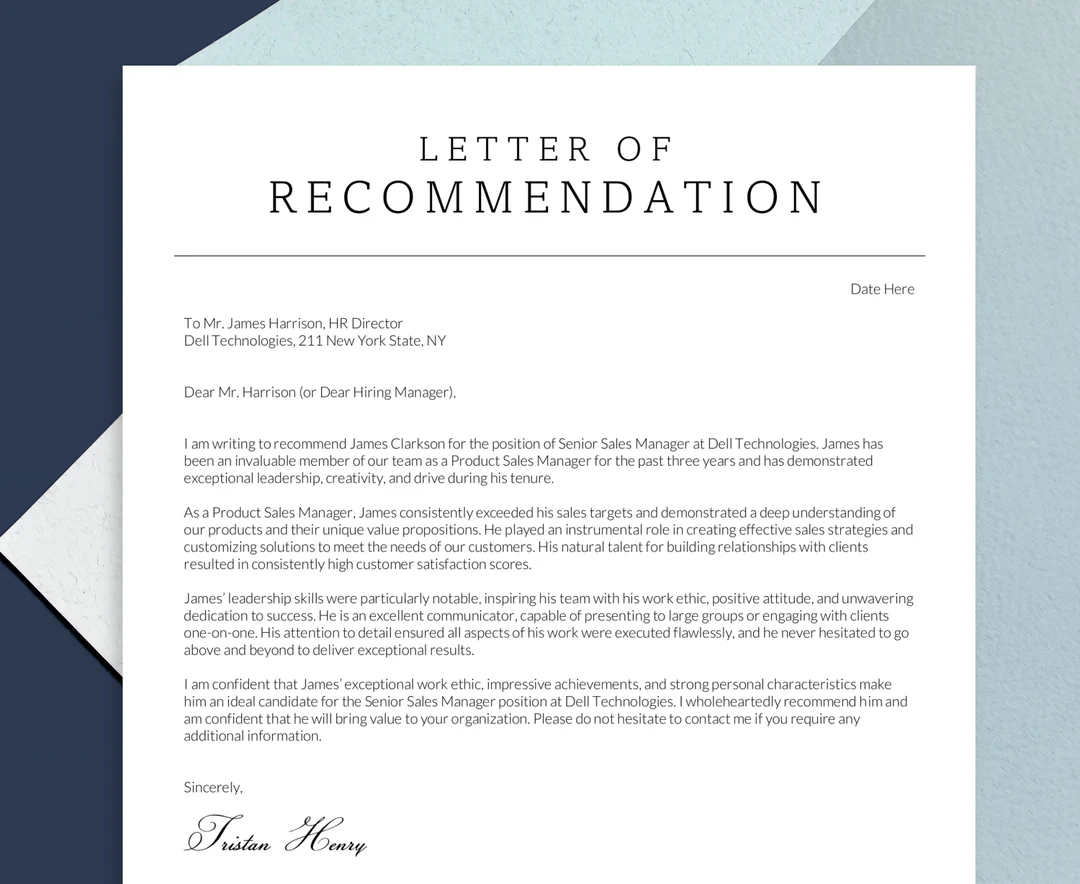 LETTER OF
RECOMMENDATION
Date Here
To Mr. James Harrison, HR Director
Dell Technologies, 211 New York State, NY
Dear Mr. Harrison (or Dear Hiring Manager),
I am writing to recommend James Clarkson for the position of Senior Sales Manager at Dell Technologies. James has
been an invaluable member of our team as a Product Sales Manager for the past three years and has demonstrated
exceptional leadership, creativity, and drive during his tenure.
As a Product Sales Manager, James consistently exceeded his sales targets and demonstrated a deep understanding of
our products and their unique value propositions. He played an instrumental role in creating effective sales strategies and
customizing solutions to meet the needs of our customers. His natural talent for building relationships with clients
resulted in consistently high customer satisfaction scores.
James’ leadership skills were particularly notable, inspiring his team with his work ethic, positive attitude, and unwavering
dedication to success. He is an excellent communicator, capable of presenting to large groups or engaging with clients
one-on-one. His attention to detail ensured all aspects of his work were executed flawlessly, and he never hesitated to go
above and beyond to deliver exceptional results.
I am confident that James’ exceptional work ethic, impressive achievements, and strong personal characteristics make
him an ideal candidate for the Senior Sales Manager position at Dell Technologies. I wholeheartedly recommend him and
am confident that he will bring value to your organization. Please do not hesitate to contact me if you require any
additional information.
Sincerely,
Tristan Henry